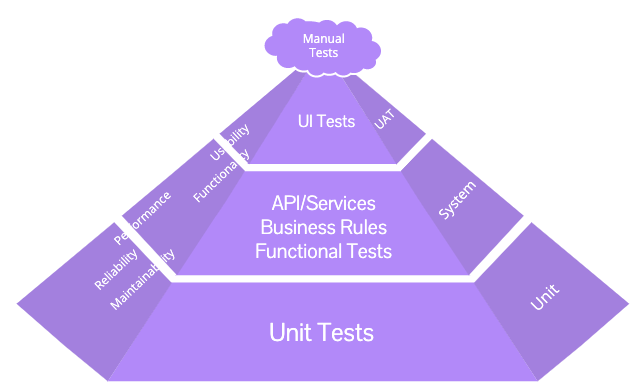 Manual
Tests
UI Tests
UAT
Usability
Functionality
API/Services
Business Rules
Functional Tests
System
Performance
Reliability
Maintainability
Unit Tests
Unit